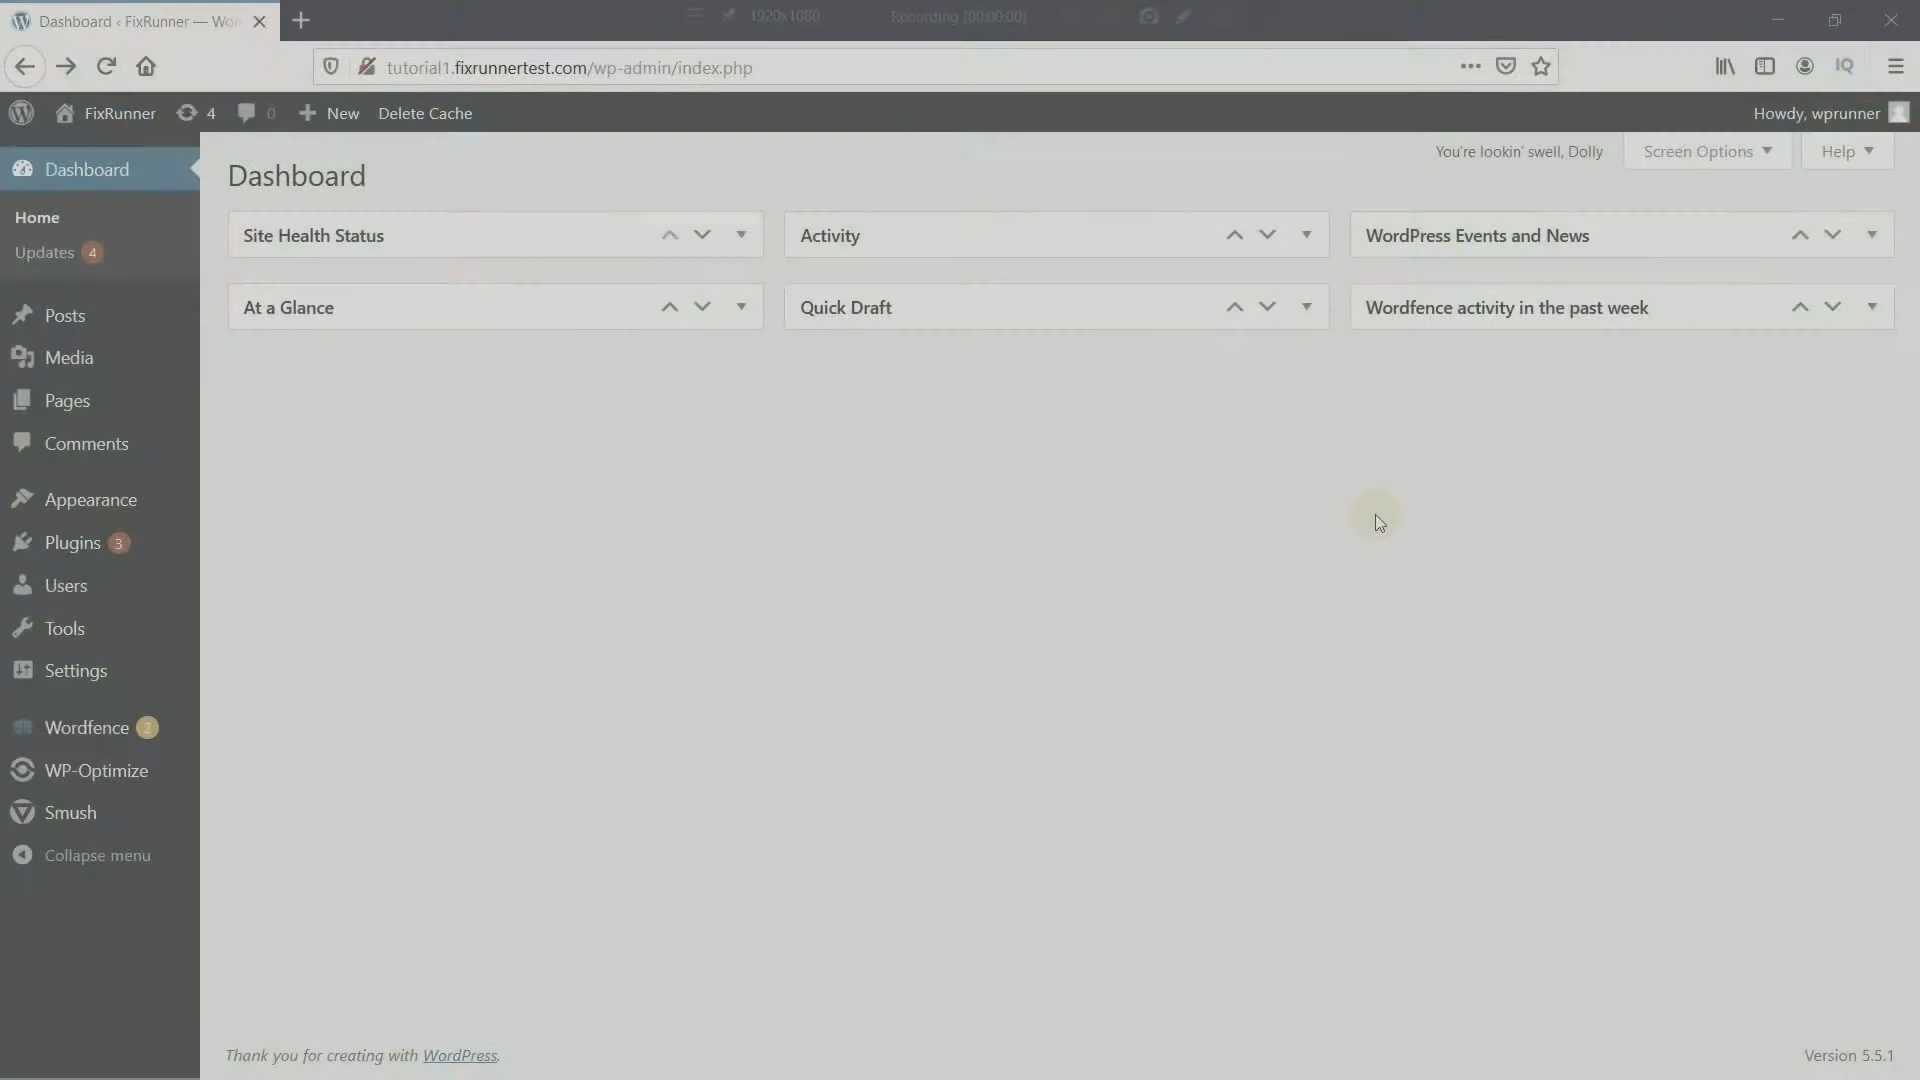 Dashboard ‹ FixRunner — Wor
1920x1080
Recording [00:00:00]
tutorial1.fixrunnertest.com/wp-admin/index.php
IQ
FixRunner
4
0
New
Delete Cache
Howdy, wprunner
Dashboard
You're lookin' swell, Dolly
Screen Options
Help
Dashboard
Home
Updates 4
Site Health Status
Activity
WordPress Events and News
At a Glance
Quick Draft
Wordfence activity in the past week
Posts
Media
Pages
Comments
Appearance
Plugins 3
Users
Tools
Settings
Wordfence 2
WP-Optimize
Smush
Collapse menu
Thank you for creating with WordPress.
Version 5.5.1